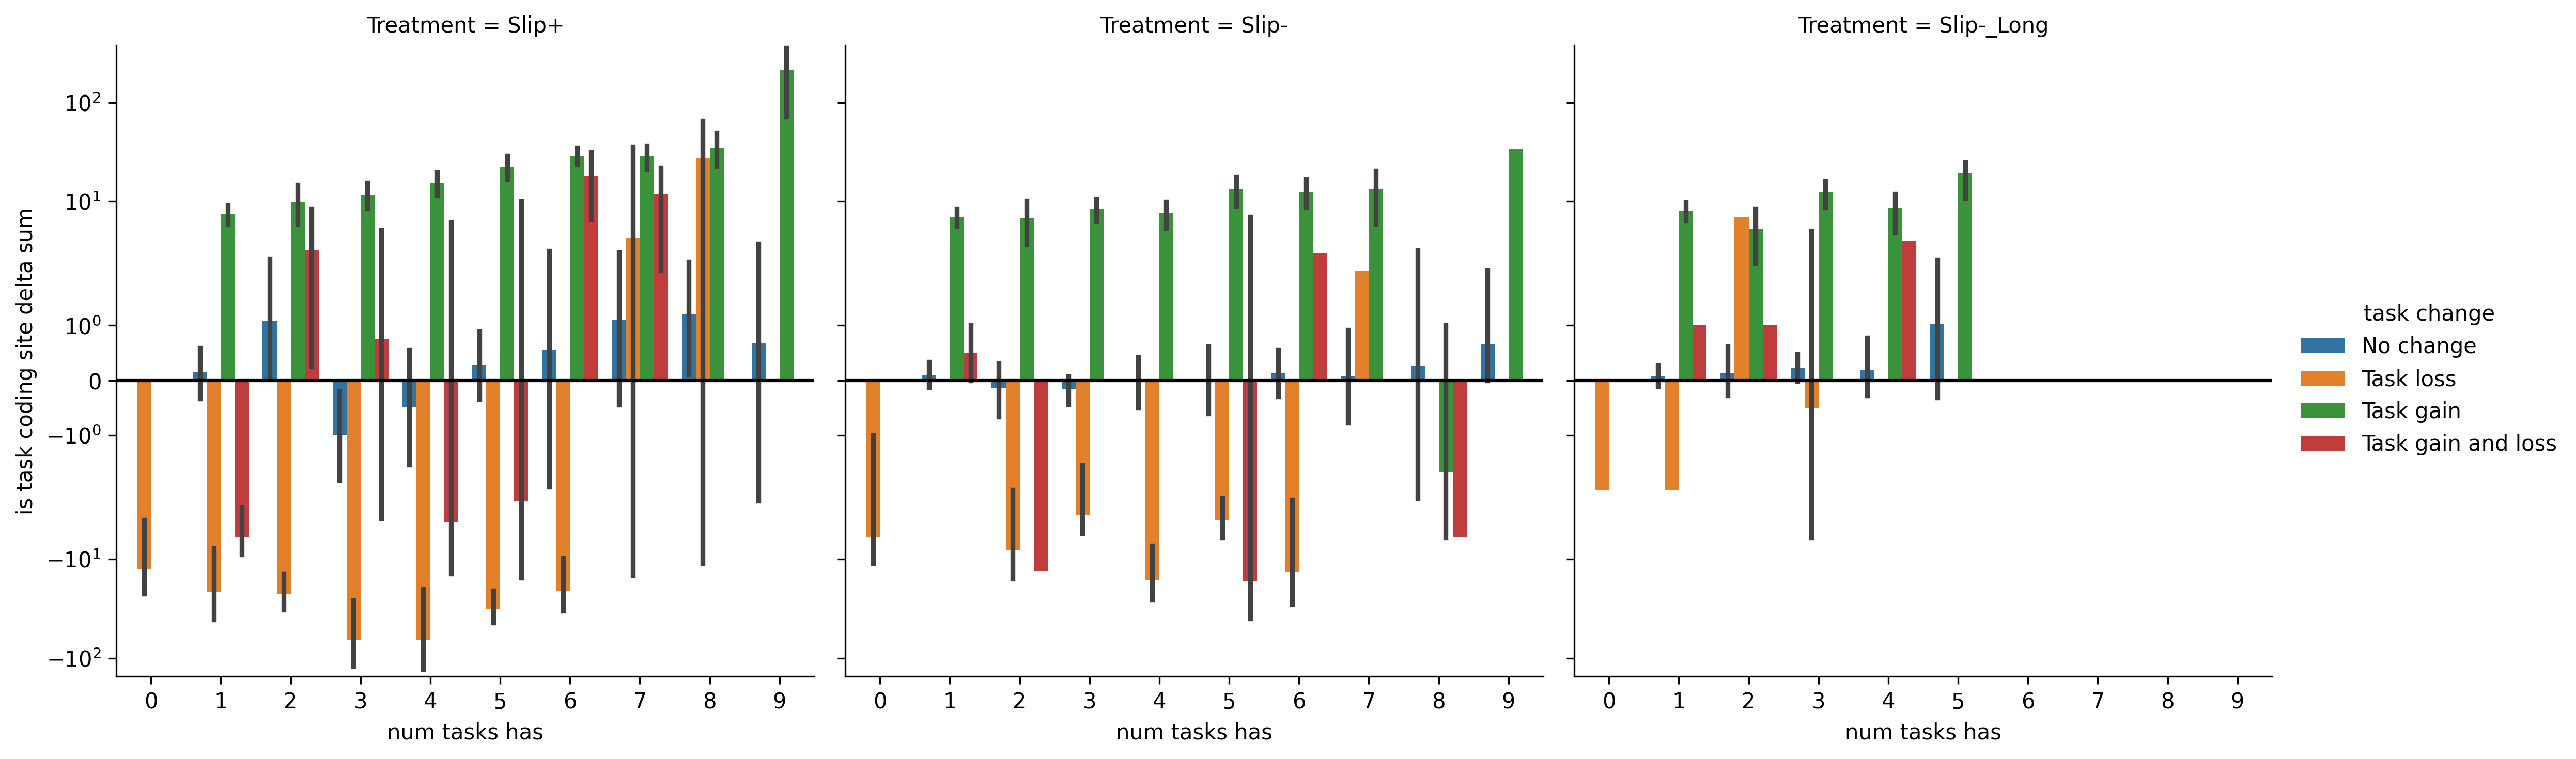 Treatment = Slip+
Treatment = Slip-
Treatment = Slip-_Long
is task coding site delta sum
10²
10¹
10⁰
0
−10⁰
−10¹
−10²
0 1 2 3 4 5 6 7 8 9
0 1 2 3 4 5 6 7 8 9
0 1 2 3 4 5 6 7 8 9
num tasks has
num tasks has
num tasks has
task change
No change
Task loss
Task gain
Task gain and loss